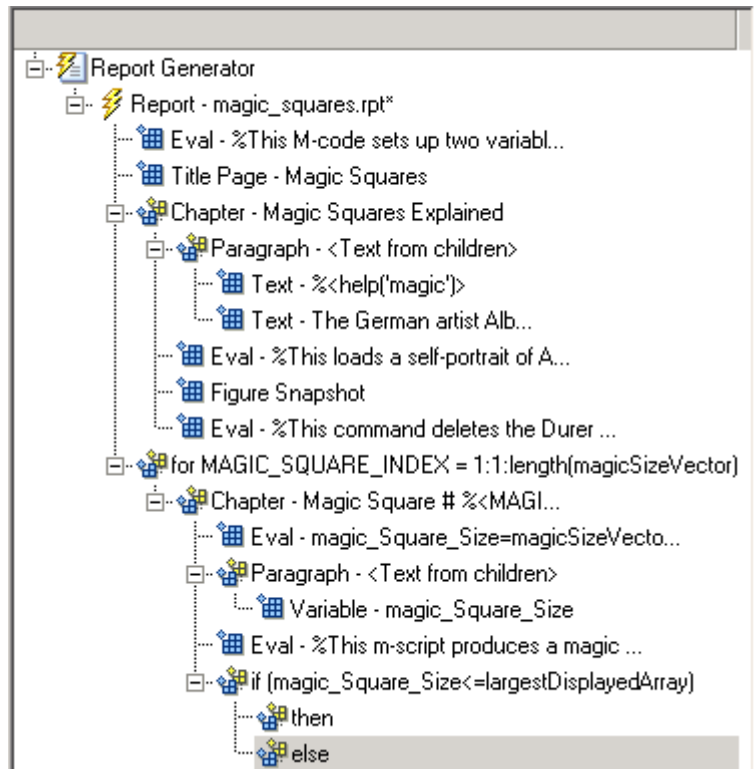 Report Generator
Report - magic_squares.rpt*
Eval - %This M-code sets up two variabl...
Title Page - Magic Squares
Chapter - Magic Squares Explained
Paragraph - <Text from children>
Text - %<help('magic')>
Text - The German artist Alb...
Eval - %This loads a self-portrait of A...
Figure Snapshot
Eval - %This command deletes the Durer ...
for MAGIC_SQUARE_INDEX = 1:1:length(magicSizeVector)
Chapter - Magic Square # %<MAGI...
Eval - magic_Square_Size=magicSizeVecto...
Paragraph - <Text from children>
Variable - magic_Square_Size
Eval - %This m-script produces a magic ...
if (magic_Square_Size<=largestDisplayedArray)
then
else